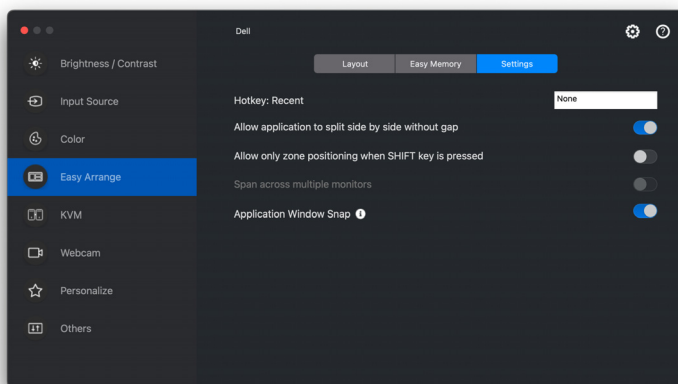 Dell
Brightness / Contrast
Input Source
Color
Easy Arrange
KVM
Webcam
Personalize
Others
Layout Easy Memory Settings
Hotkey: Recent None
Allow application to split side by side without gap
Allow only zone positioning when SHIFT key is pressed
Span across multiple monitors
Application Window Snap